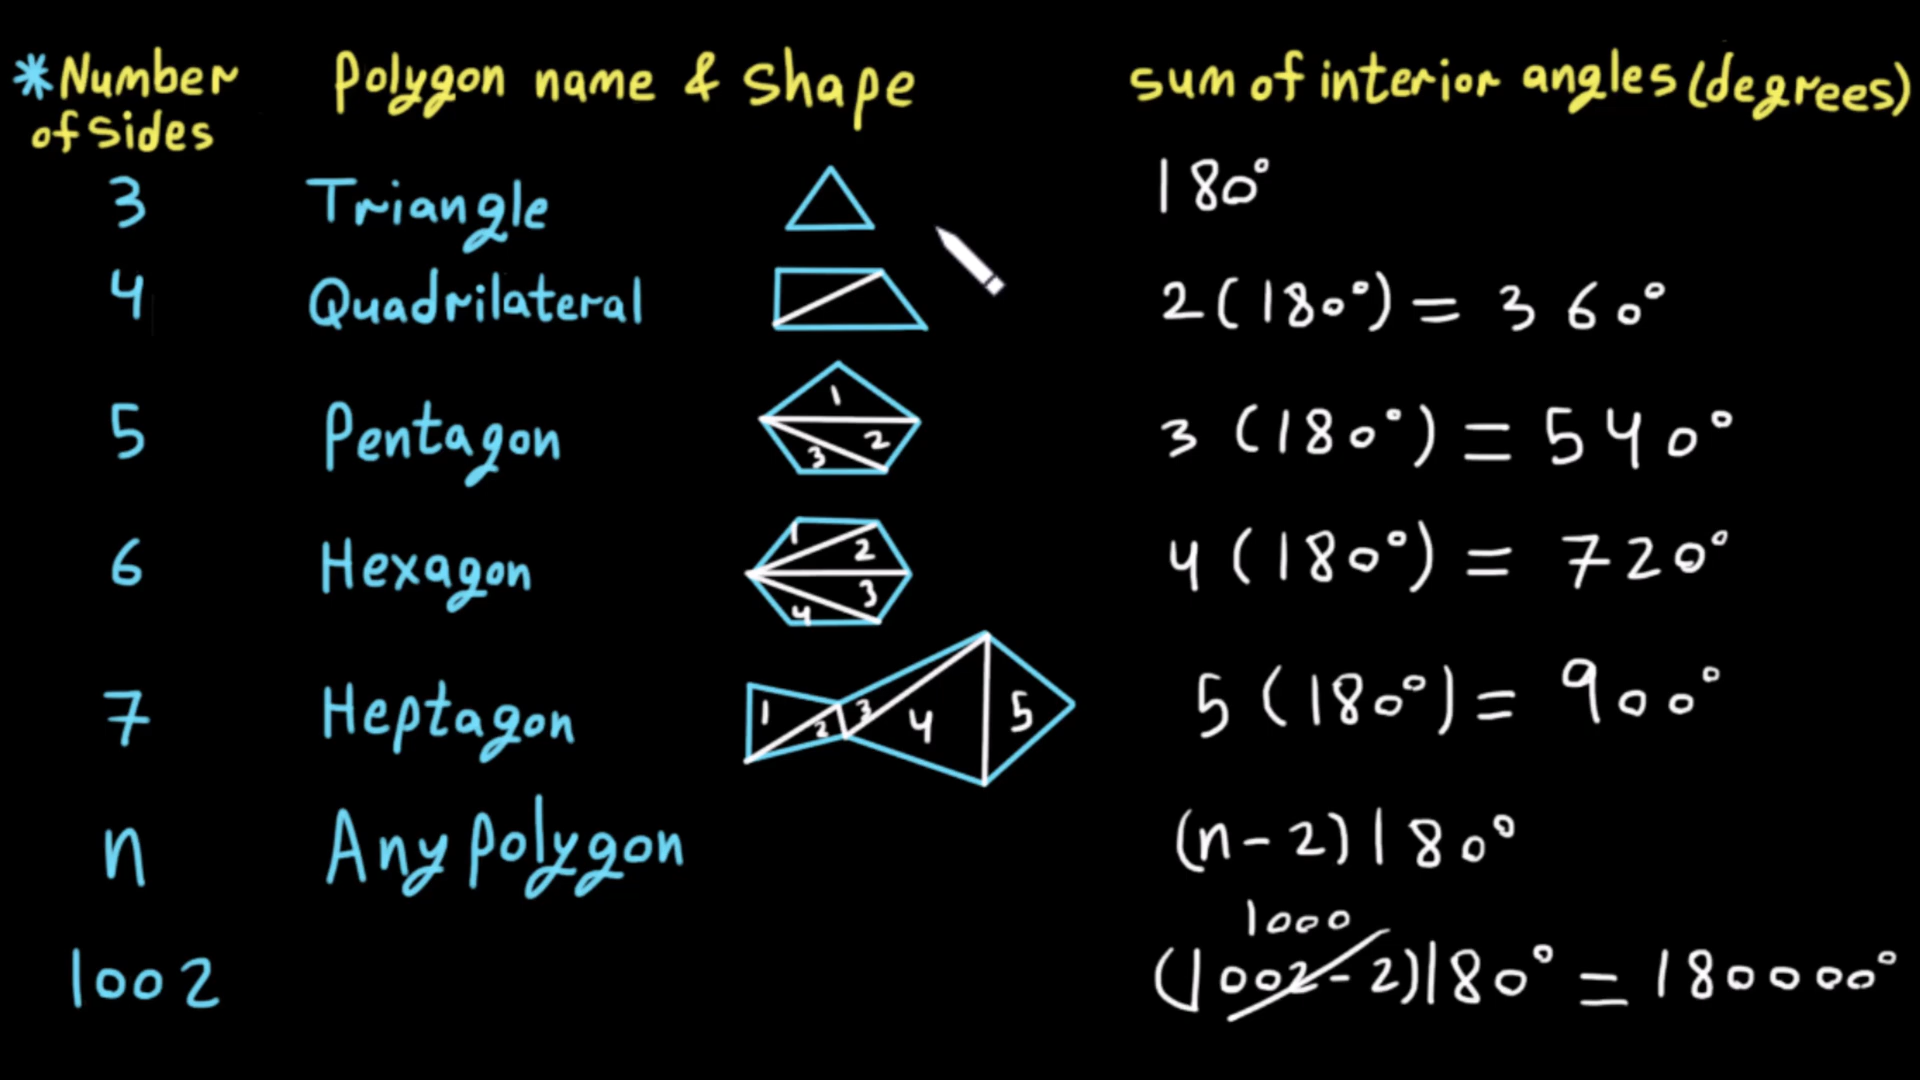 *Number of sides Polygon name & shape sum of interior angles (degrees)
3 Triangle 180°
4 Quadrilateral 2(180°) = 360°
5 Pentagon 1 2 3 3(180°) = 540°
6 Hexagon 1 2 3 4 4(180°) = 720°
7 Heptagon 1 2 3 4 5 5(180°) = 900°
n Any polygon (n-2)180°
1000
1002 (1002-2)180° = 180000°